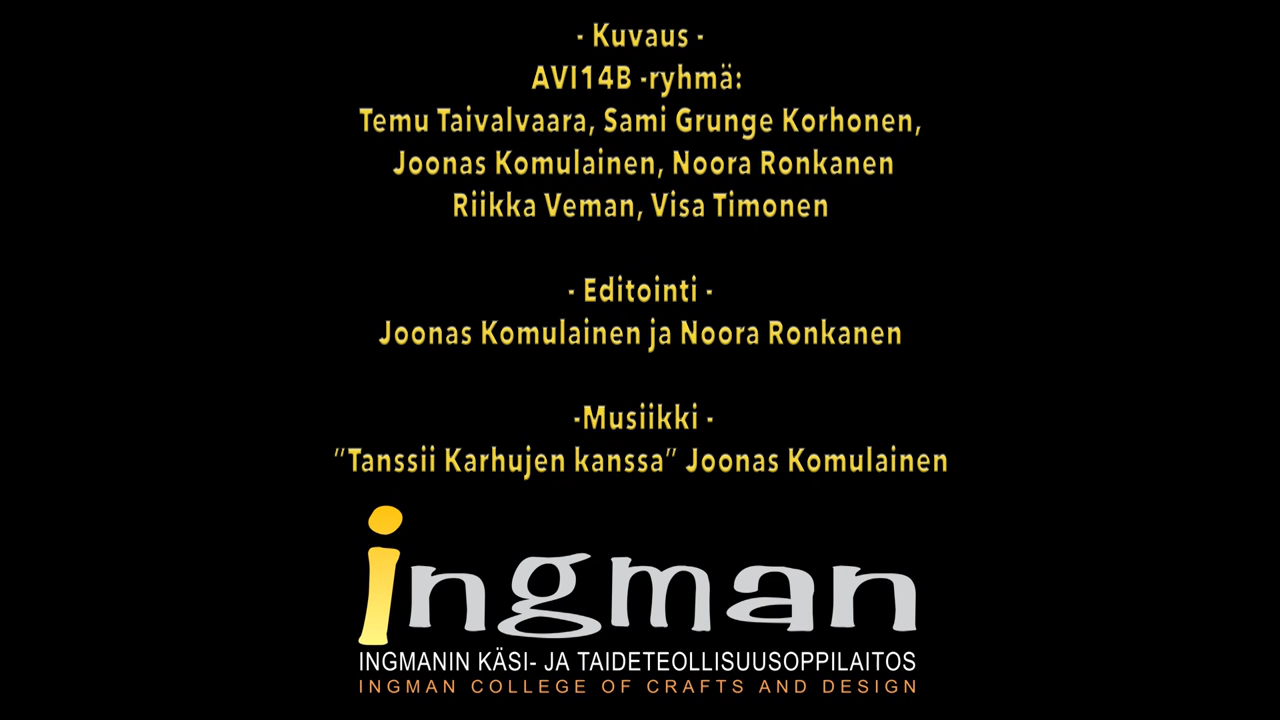 - Kuvaus -
AVI14B -ryhmä:
Temu Taivalvaara, Sami Grunge Korhonen,
Joonas Komulainen, Noora Ronkanen
Riikka Veman, Visa Timonen
- Editointi -
Joonas Komulainen ja Noora Ronkanen
-Musiikki -
"Tanssii Karhujen kanssa" Joonas Komulainen
ingman
INGMANIN KÄSI- JA TAIDETEOLLISUUSOPPILAITOS
INGMAN COLLEGE OF CRAFTS AND DESIGN